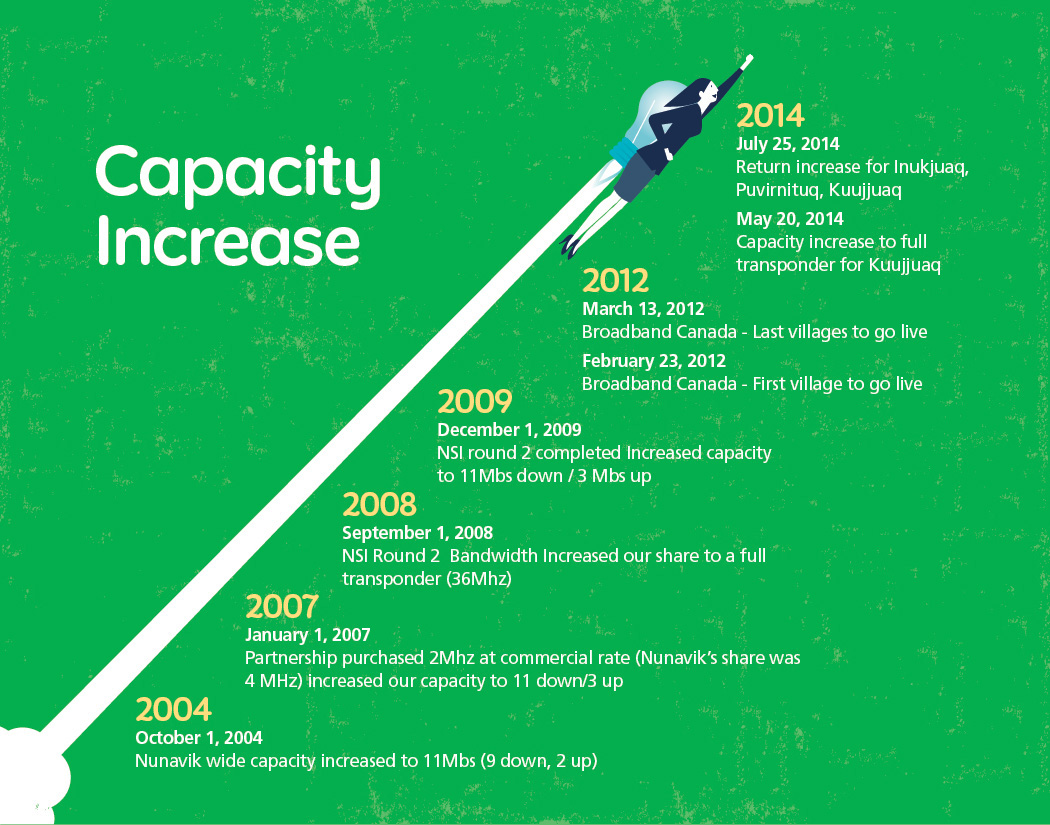 Capacity
Increase
2014
July 25, 2014
Return increase for Inukjuaq,
Puvirnituq, Kuujjuaq
May 20, 2014
Capacity increase to full
transponder for Kuujjuaq
2012
March 13, 2012
Broadband Canada - Last villages to go live
February 23, 2012
Broadband Canada - First village to go live
2009
December 1, 2009
NSI round 2 completed Increased capacity
to 11Mbs down / 3 Mbs up
2008
September 1, 2008
NSI Round 2  Bandwidth Increased our share to a full
transponder (36Mhz)
2007
January 1, 2007
Partnership purchased 2Mhz at commercial rate (Nunavik's share was
4 MHz) increased our capacity to 11 down/3 up
2004
October 1, 2004
Nunavik wide capacity increased to 11Mbs (9 down, 2 up)